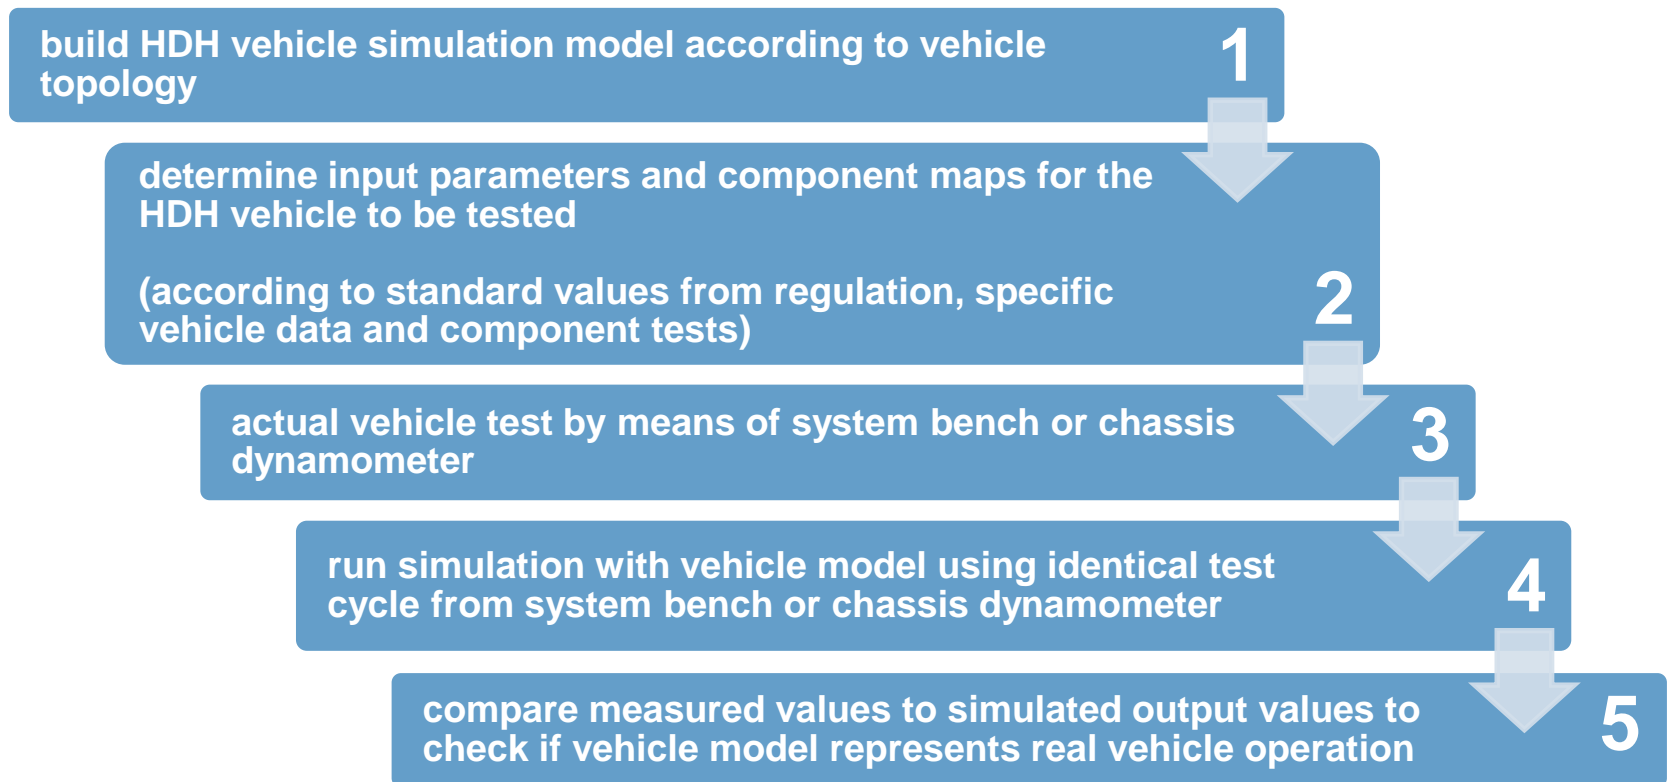 build HDH vehicle simulation model according to vehicle
topology
1
determine input parameters and component maps for the
HDH vehicle to be tested
(according to standard values from regulation, specific
vehicle data and component tests)
2
actual vehicle test by means of system bench or chassis
dynamometer
3
run simulation with vehicle model using identical test
cycle from system bench or chassis dynamometer
4
compare measured values to simulated output values to
check if vehicle model represents real vehicle operation
5